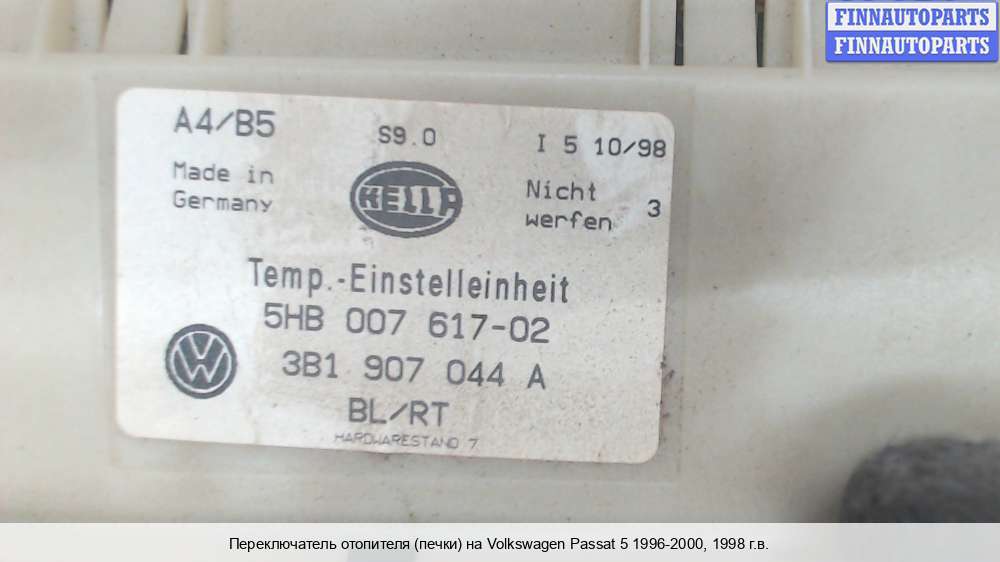 FINNAUTOPARTS
FINNAUTOPARTS
A4/B5
S9.0
I 5 10/98
Made in
Germany
HELLA
Nicht
werfen
3
Temp.-Einstelleinheit
5HB 007 617-02
3B1 907 044 A
BL/RT
HARDWARESTAND 7
Переключатель отопителя (печки) на Volkswagen Passat 5 1996-2000, 1998 г.в.